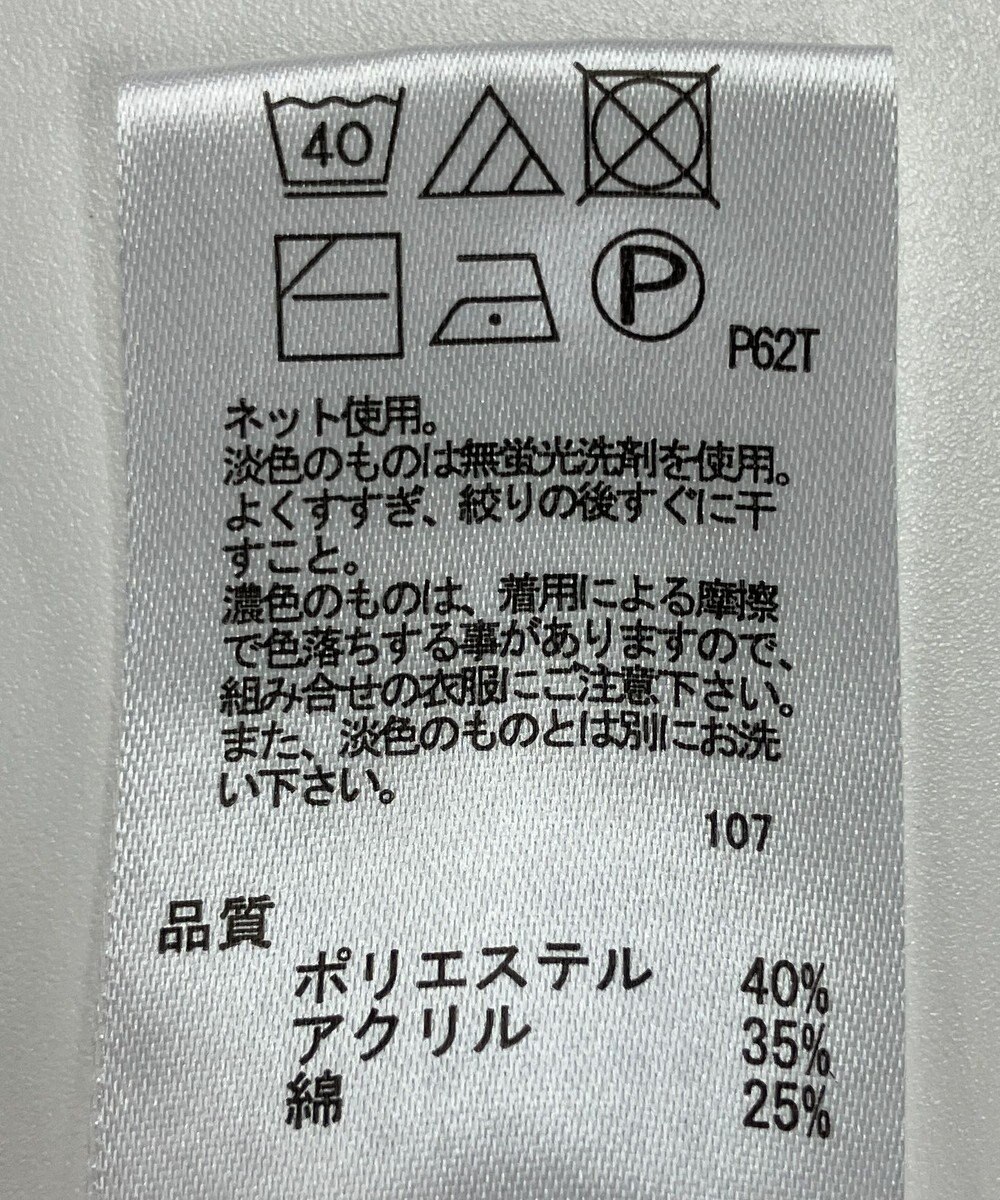 40
P
P62T
ネット使用。
淡色のものは無蛍光洗剤を使用。
よくすすぎ、絞りの後すぐに干
すこと。
濃色のものは、着用による摩擦
で色落ちする事がありますので、
組み合せの衣服にご注意下さい。
また、淡色のものとは別にお洗
い下さい。
107
品質
ポリエステル 40%
アクリル 35%
綿 25%